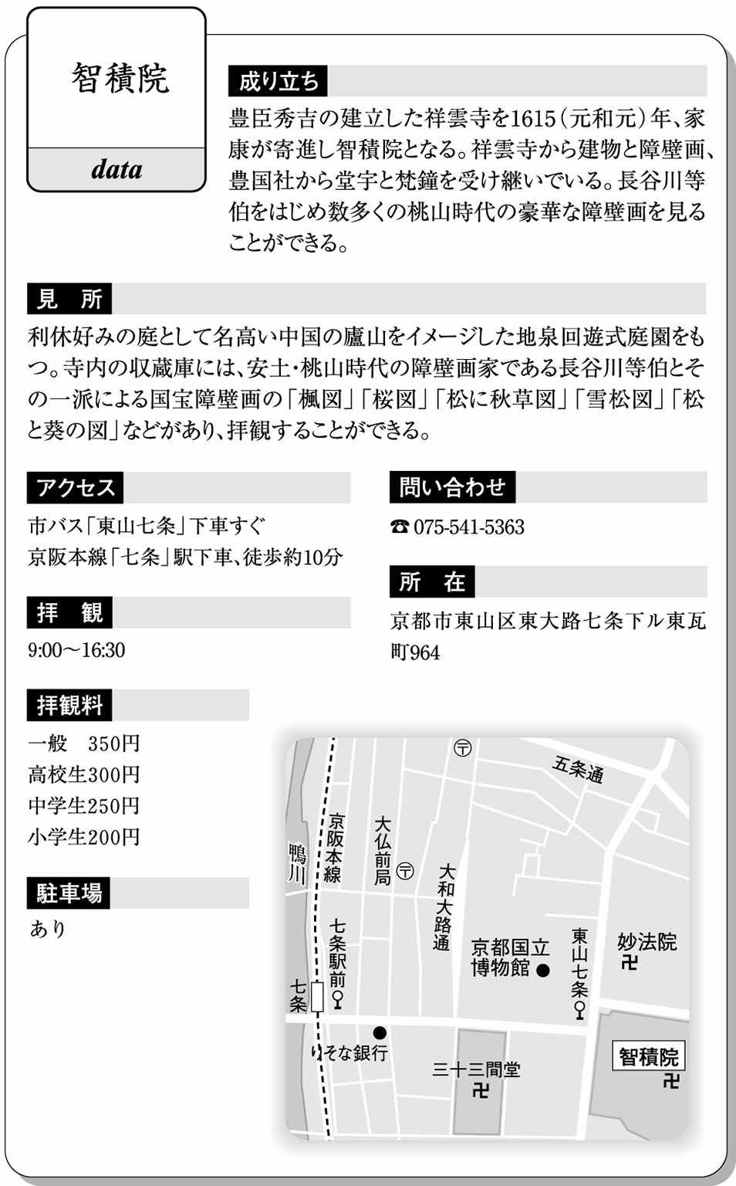 智積院
data
成り立ち
豊臣秀吉の建立した祥雲寺を1615（元和元）年、家
康が寄進し智積院となる。祥雲寺から建物と障壁画、
豊国社から堂宇と梵鐘を受け継いでいる。長谷川等
伯をはじめ数多くの桃山時代の豪華な障壁画を見る
ことができる。
見 所
利休好みの庭として名高い中国の廬山をイメージした地泉回遊式庭園をも
つ。寺内の収蔵庫には、安土・桃山時代の障壁画家である長谷川等伯とそ
の一派による国宝障壁画の「楓図」「桜図」「松に秋草図」「雪松図」「松
と葵の図」などがあり、拝観することができる。
アクセス
市バス「東山七条」下車すぐ
京阪本線「七条」駅下車、徒歩約10分
問い合わせ
☎075-541-5363
拝 観
9:00〜16:30
所 在
京都市東山区東大路七条下ル東瓦
町964
拝観料
一般 350円
高校生300円
中学生250円
小学生200円
駐車場
あり
〒
五条通
鴨川
京阪本線
大仏前局
〒
大和大路通
七条駅前
七条
京都国立
博物館
東山七条
妙法院
卍
りそな銀行
三十三間堂
卍
智積院
卍